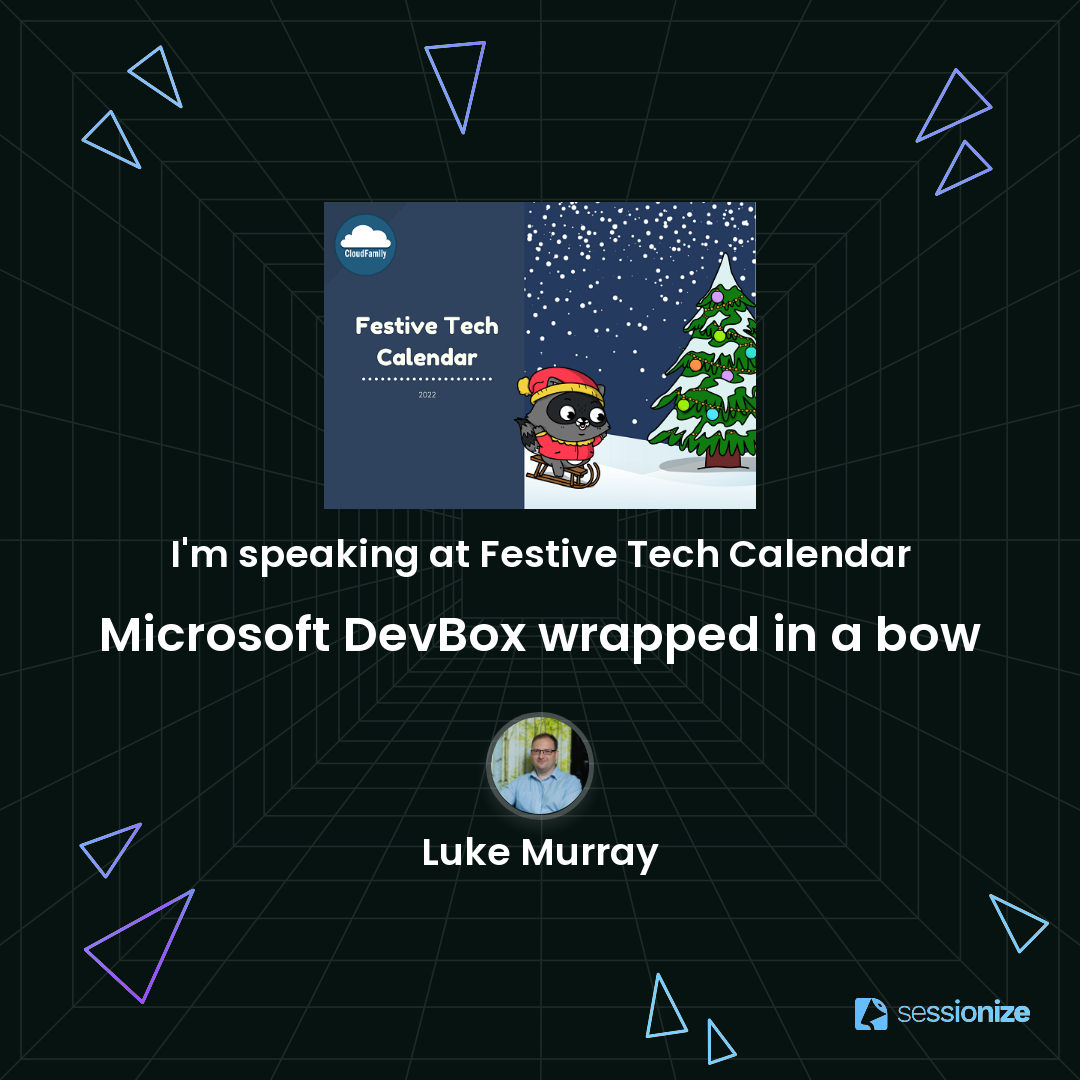 CloudFamily
Festive Tech
Calendar
2022
I'm speaking at Festive Tech Calendar
Microsoft DevBox wrapped in a bow
Luke Murray
sessionize